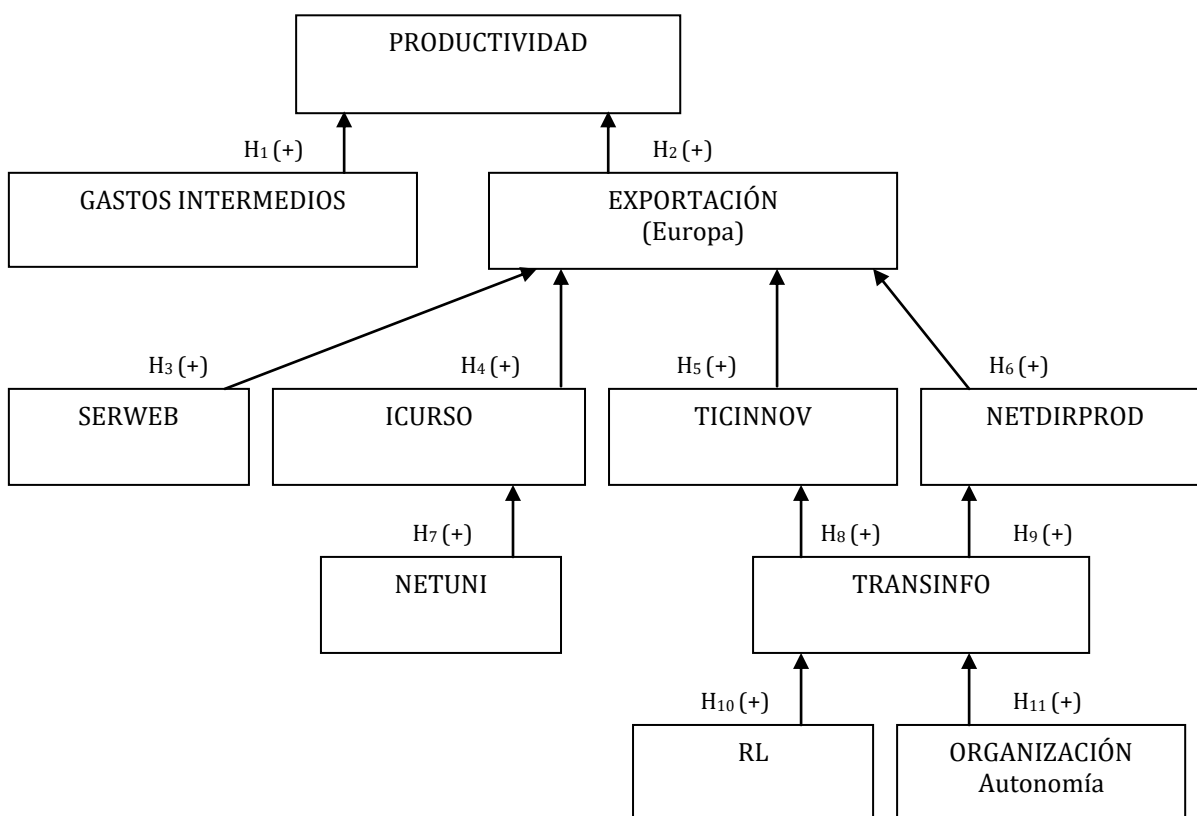 PRODUCTIVIDAD
H1 (+) H2 (+)
GASTOS INTERMEDIOS EXPORTACIÓN
(Europa)
H3 (+) H4 (+) H5 (+) H6 (+)
SERWEB ICURSO TICINNOV NETDIRPROD
H7 (+) H8 (+) H9 (+)
NETUNI TRANSINFO
H10 (+) H11 (+)
RL ORGANIZACIÓN
Autonomía